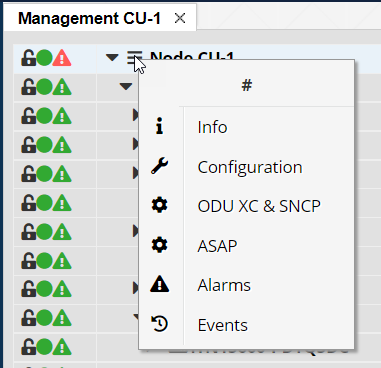 Management CU-1
Node CU-1
#
Info
Configuration
ODU XC & SNCP
ASAP
Alarms
Events